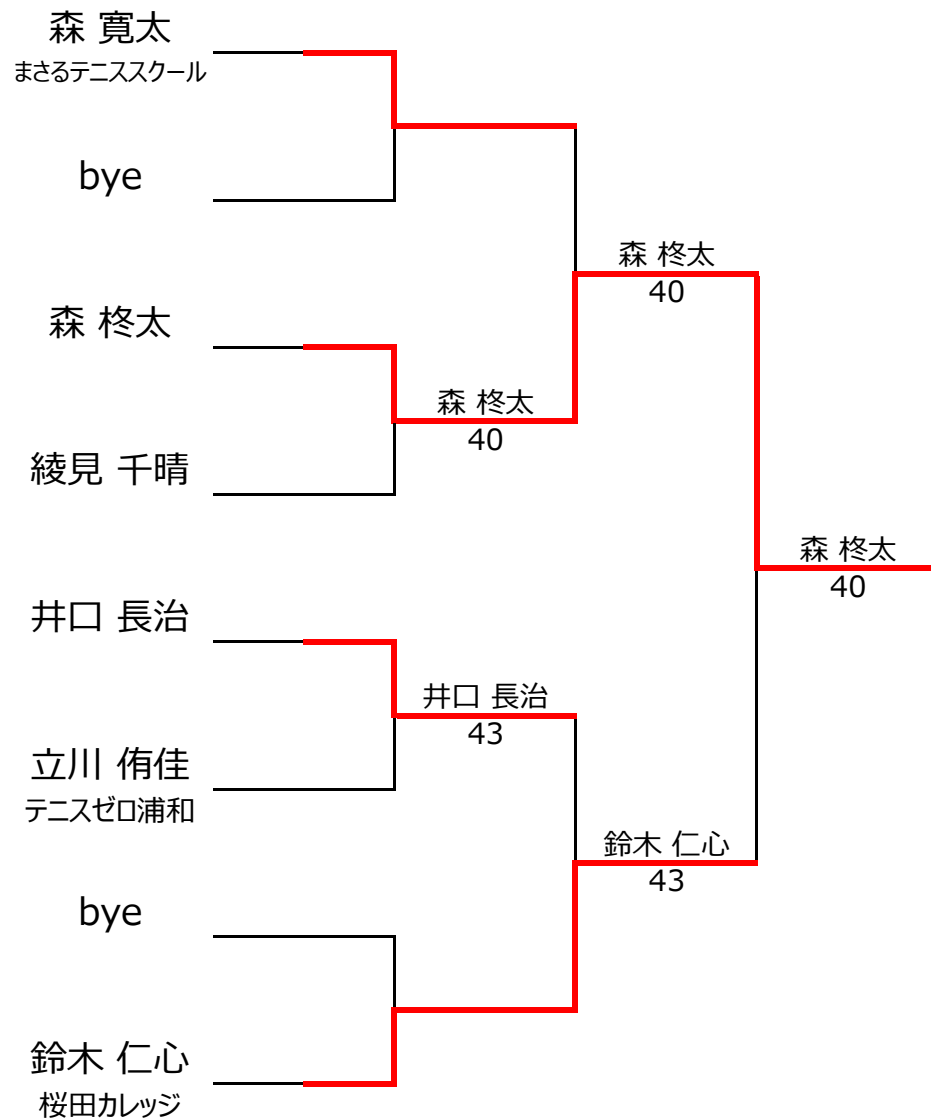 森 寛太
まさるテニススクール
bye
森 柊太
40
森 柊太
森 柊太
40
綾見 千晴
森 柊太
40
井口 長治
井口 長治
43
立川 侑佳
テニスゼロ浦和
鈴木 仁心
43
bye
鈴木 仁心
桜田カレッジ